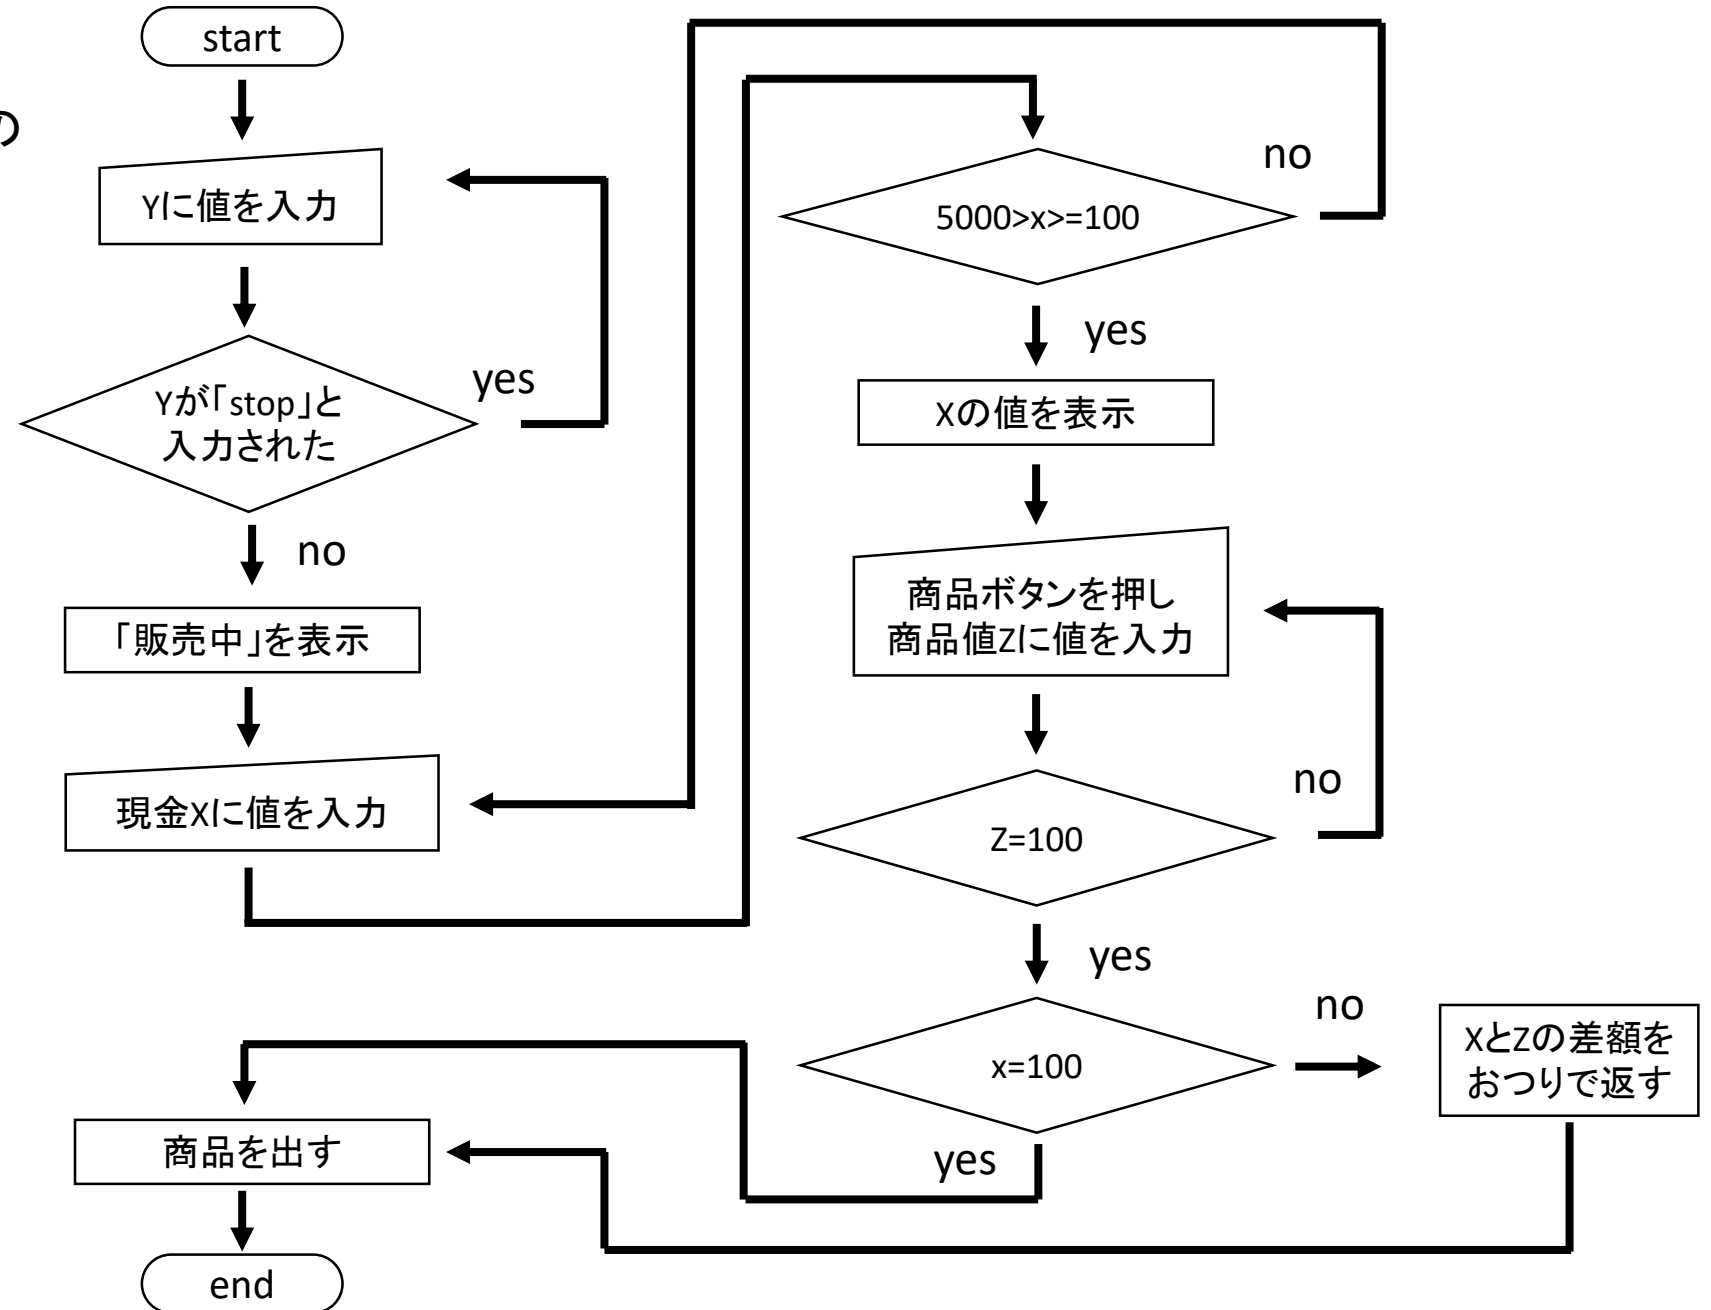 start
の
Yに値を入力
yes
Yが「stop」と
入力された
no
「販売中」を表示
現金Xに値を入力
no
5000>x>=100
yes
Xの値を表示
商品ボタンを押し
商品値Zに値を入力
no
Z=100
yes
no
x=100
XとZの差額を
おつりで返す
yes
商品を出す
end